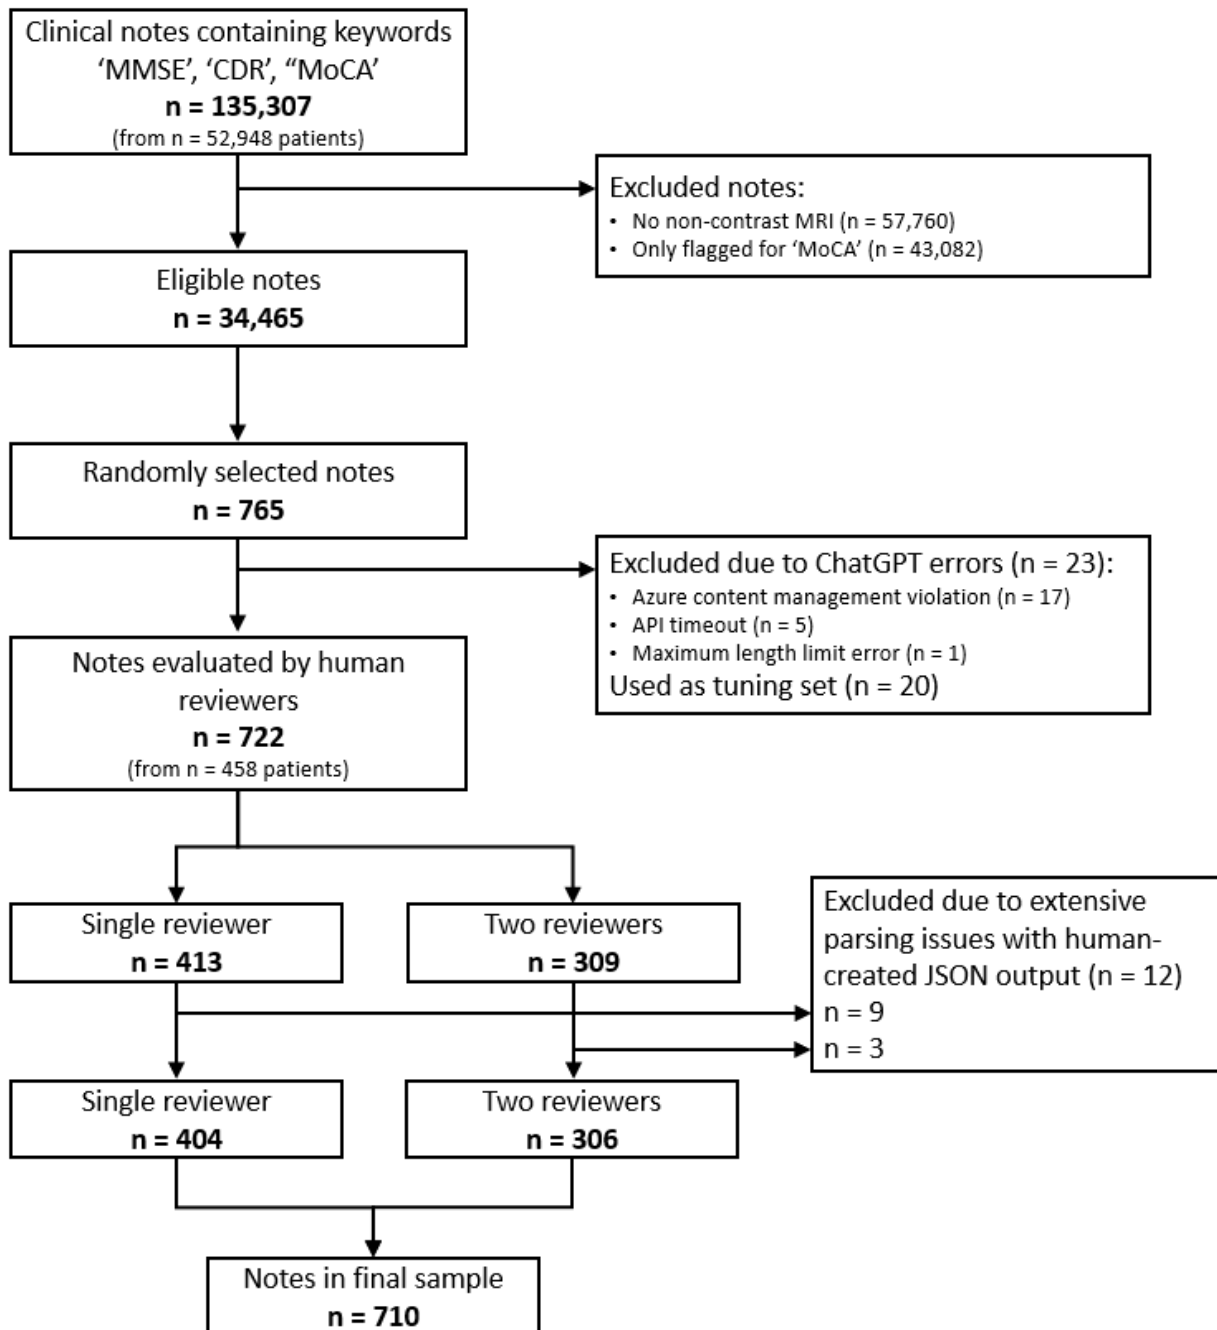 Clinical notes containing keywords
‘MMSE’, ‘CDR’, “MoCA’
n = 135,307
(from n = 52,948 patients)
Excluded notes:
• No non-contrast MRI (n = 57,760)
• Only flagged for ‘MoCA’ (n = 43,082)
Eligible notes
n = 34,465
Randomly selected notes
n = 765
Excluded due to ChatGPT errors (n = 23):
• Azure content management violation (n = 17)
• API timeout (n = 5)
• Maximum length limit error (n = 1)
Used as tuning set (n = 20)
Notes evaluated by human
reviewers
n = 722
(from n = 458 patients)
Single reviewer
n = 413
Two reviewers
n = 309
Excluded due to extensive
parsing issues with human-
created JSON output (n = 12)
n = 9
n = 3
Single reviewer
n = 404
Two reviewers
n = 306
Notes in final sample
n = 710